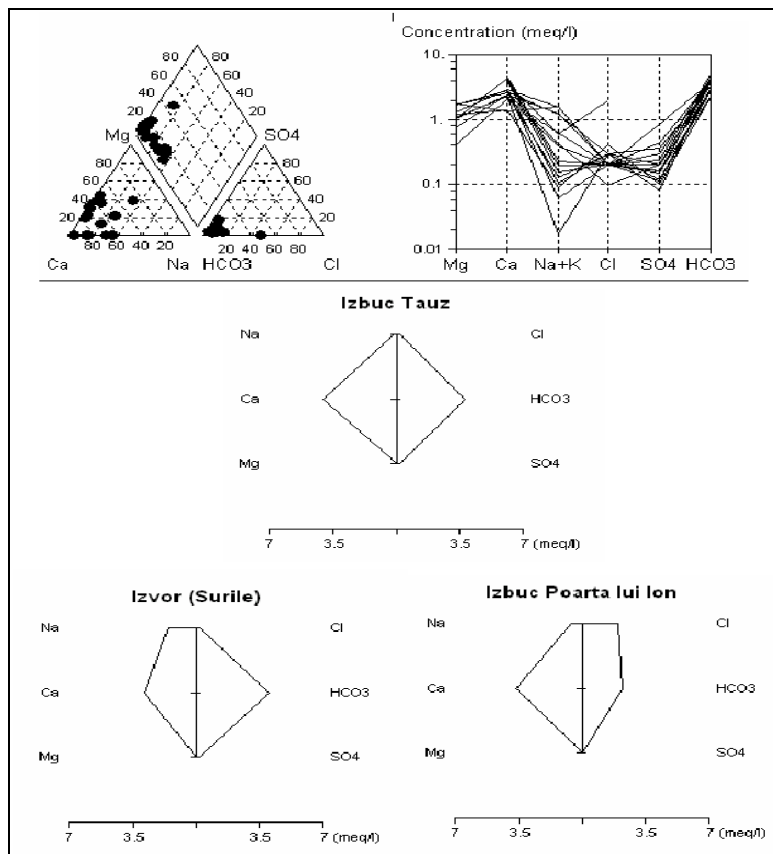 Concentration (meq/l)
80 80
60 60
40 40
20 20
Mg SO4
80 80
60 60
40 40
20 20
80 60 40 20 20 40 60 80
Ca Na HCO3 Cl
10.
1.
0.1
0.01
Mg Ca Na+K Cl SO4 HCO3
Izbuc Tauz
Na Cl
Ca HCO3
Mg SO4
7 3.5 3.5 7 (meq/l)
Izvor (Surile)
Na Cl
Ca HCO3
Mg SO4
7 3.5 3.5 7 (meq/l)
Izbuc Poarta lui Ion
Na Cl
Ca HCO3
Mg SO4
7 3.5 3.5 7 (meq/l)